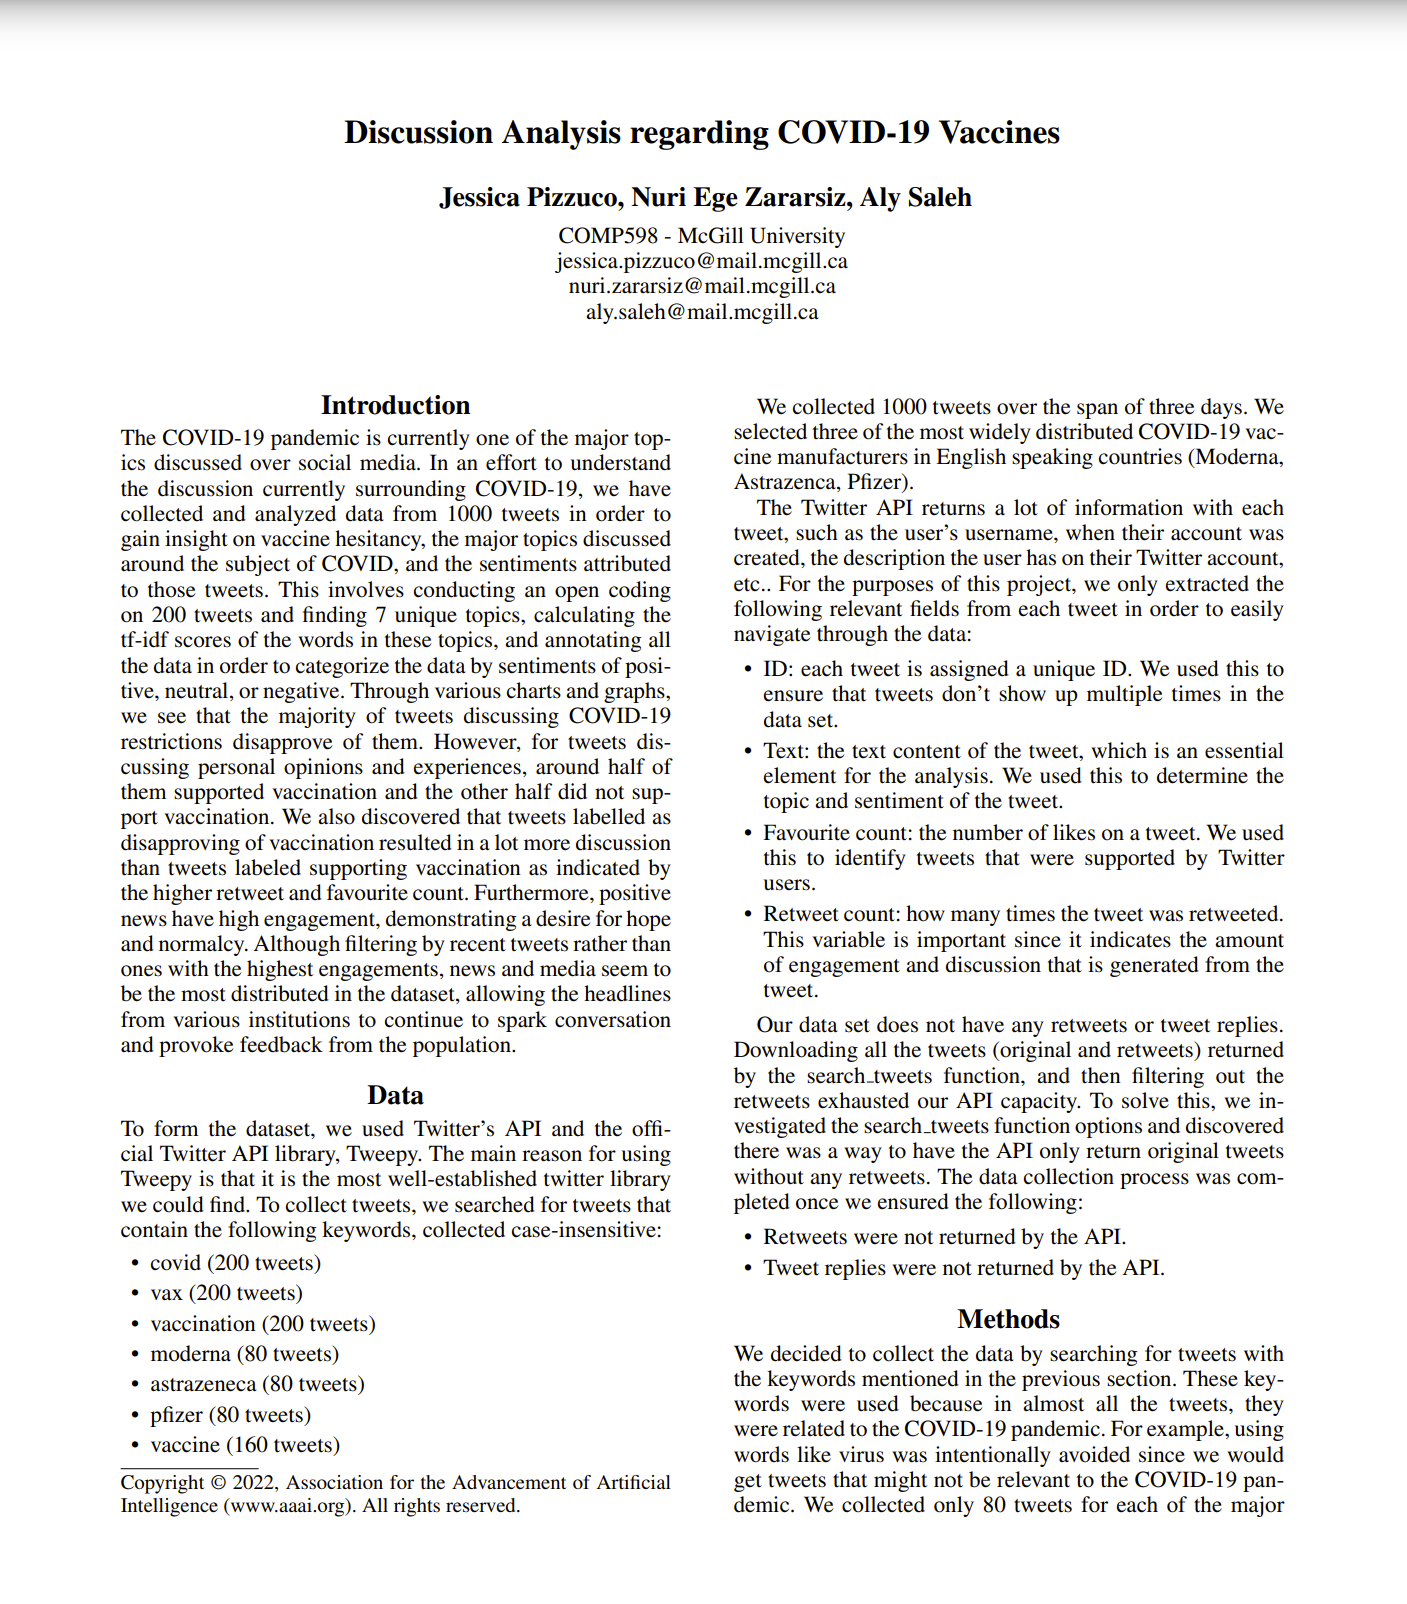 Discussion Analysis regarding COVID-19 Vaccines
Jessica Pizzuco, Nuri Ege Zararsiz, Aly Saleh
COMP598 - McGill University
jessica.pizzuco@mail.mcgill.ca
nuri.zararsiz@mail.mcgill.ca
aly.saleh@mail.mcgill.ca
Introduction
The COVID-19 pandemic is currently one of the major top-
ics discussed over social media. In an effort to understand
the discussion currently surrounding COVID-19, we have
collected and analyzed data from 1000 tweets in order to
gain insight on vaccine hesitancy, the major topics discussed
around the subject of COVID, and the sentiments attributed
to those tweets. This involves conducting an open coding
on 200 tweets and finding 7 unique topics, calculating the
tf-idf scores of the words in these topics, and annotating all
the data in order to categorize the data by sentiments of posi-
tive, neutral, or negative. Through various charts and graphs,
we see that the majority of tweets discussing COVID-19
restrictions disapprove of them. However, for tweets dis-
cussing personal opinions and experiences, around half of
them supported vaccination and the other half did not sup-
port vaccination. We also discovered that tweets labelled as
disapproving of vaccination resulted in a lot more discussion
than tweets labeled supporting vaccination as indicated by
the higher retweet and favourite count. Furthermore, positive
news have high engagement, demonstrating a desire for hope
and normalcy. Although filtering by recent tweets rather than
ones with the highest engagements, news and media seem to
be the most distributed in the dataset, allowing the headlines
from various institutions to continue to spark conversation
and provoke feedback from the population.
Data
To form the dataset, we used Twitter's API and the offi-
cial Twitter API library, Tweepy. The main reason for using
Tweepy is that it is the most well-established twitter library
we could find. To collect tweets, we searched for tweets that
contain the following keywords, collected case-insensitive:
• covid (200 tweets)
• vax (200 tweets)
• vaccination (200 tweets)
• moderna (80 tweets)
• astrazeneca (80 tweets)
• pfizer (80 tweets)
• vaccine (160 tweets)
Copyright © 2022, Association for the Advancement of Artificial
Intelligence (www.aaai.org). All rights reserved.
We collected 1000 tweets over the span of three days. We
selected three of the most widely distributed COVID-19 vac-
cine manufacturers in English speaking countries (Moderna,
Astrazenca, Pfizer).
The Twitter API returns a lot of information with each
tweet, such as the user's username, when their account was
created, the description the user has on their Twitter account,
etc.. For the purposes of this project, we only extracted the
following relevant fields from each tweet in order to easily
navigate through the data:
• ID: each tweet is assigned a unique ID. We used this to
ensure that tweets don't show up multiple times in the
data set.
• Text: the text content of the tweet, which is an essential
element for the analysis. We used this to determine the
topic and sentiment of the tweet.
• Favourite count: the number of likes on a tweet. We used
this to identify tweets that were supported by Twitter
users.
• Retweet count: how many times the tweet was retweeted.
This variable is important since it indicates the amount
of engagement and discussion that is generated from the
tweet.
Our data set does not have any retweets or tweet replies.
Downloading all the tweets (original and retweets) returned
by the search_tweets function, and then filtering out the
retweets exhausted our API capacity. To solve this, we in-
vestigated the search_tweets function options and discovered
there was a way to have the API only return original tweets
without any retweets. The data collection process was com-
pleted once we ensured the following:
• Retweets were not returned by the API.
• Tweet replies were not returned by the API.
Methods
We decided to collect the data by searching for tweets with
the keywords mentioned in the previous section. These key-
words were used because in almost all the tweets, they
were related to the COVID-19 pandemic. For example, using
words like virus was intentionally avoided since we would
get tweets that might not be relevant to the COVID-19 pan-
demic. We collected only 80 tweets for each of the major